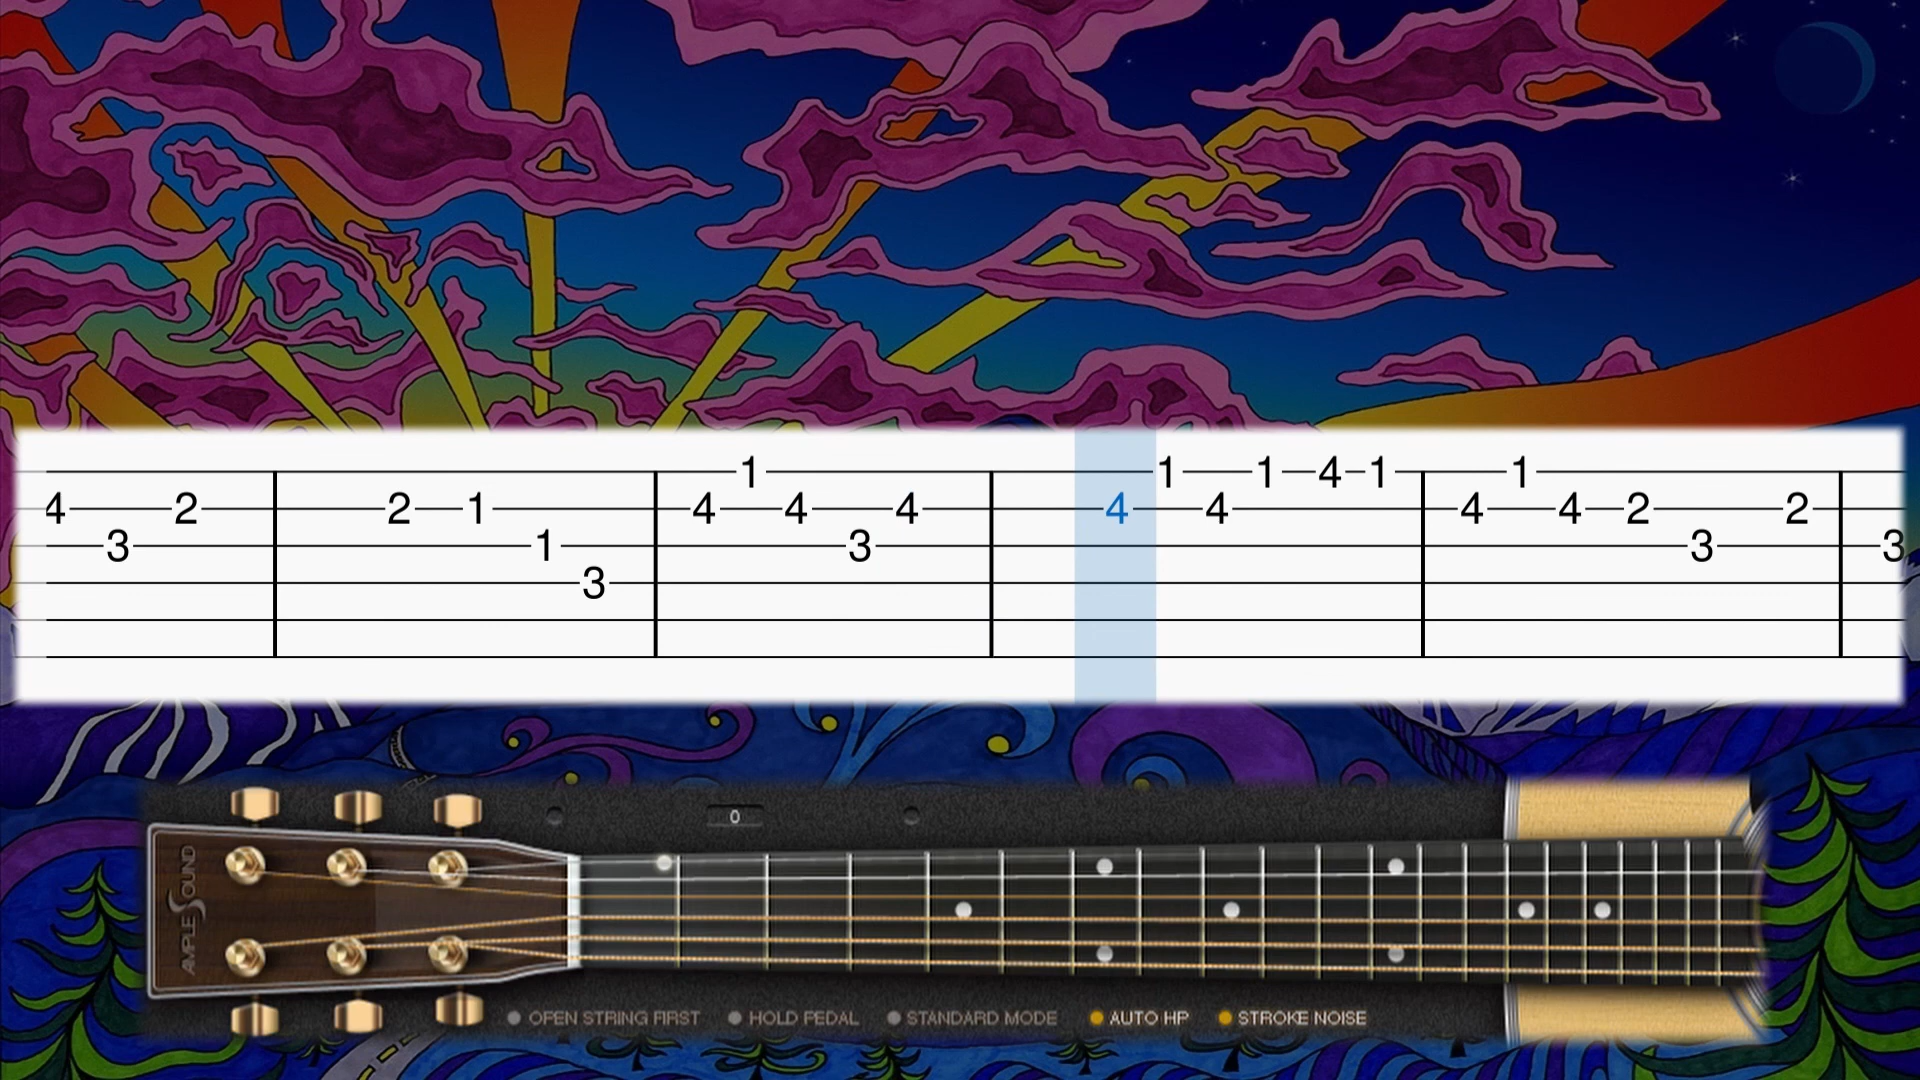 1 1 1 4 1 1
4 2 2 1 4 4 4 4 4 4 4 2 2
3 1 3 3 3
3
0
AMPLE SOUND
OPEN STRING FIRST HOLD PEDAL STANDARD MODE AUTO HP STROKE NOISE